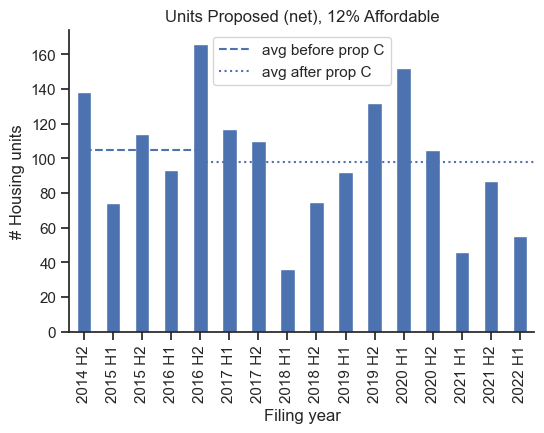 Units Proposed (net), 12% Affordable
avg before prop C
avg after prop C
# Housing units
160
140
120
100
80
60
40
20
0
2014 H2
2015 H1
2015 H2
2016 H1
2016 H2
2017 H1
2017 H2
2018 H1
2018 H2
2019 H1
2019 H2
2020 H1
2020 H2
2021 H1
2021 H2
2022 H1
Filing year